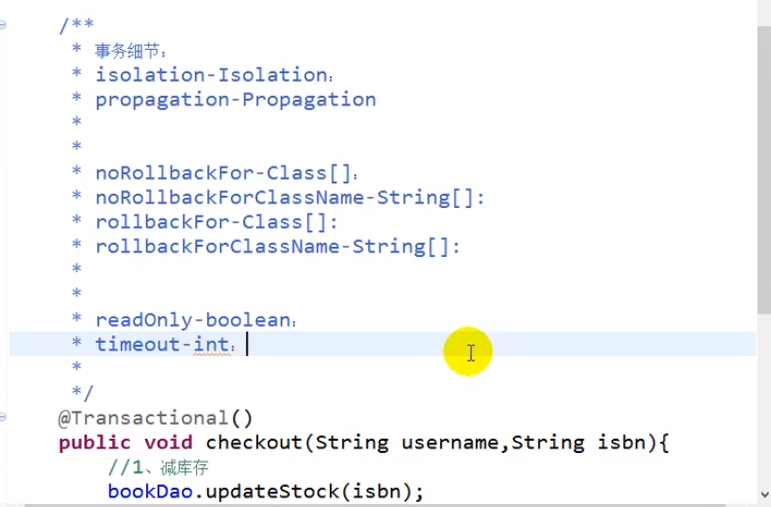 /**
* 事务细节：
* isolation-Isolation：
* propagation-Propagation
*
*
* noRollbackFor-Class[]：
* noRollbackForClassName-String[]:
* rollbackFor-Class[]:
* rollbackForClassName-String[]:
*
*
* readOnly-boolean：
* timeout-int：
*
*/
@Transactional()
public void checkout(String username,String isbn){
//1、减库存
bookDao.updateStock(isbn);